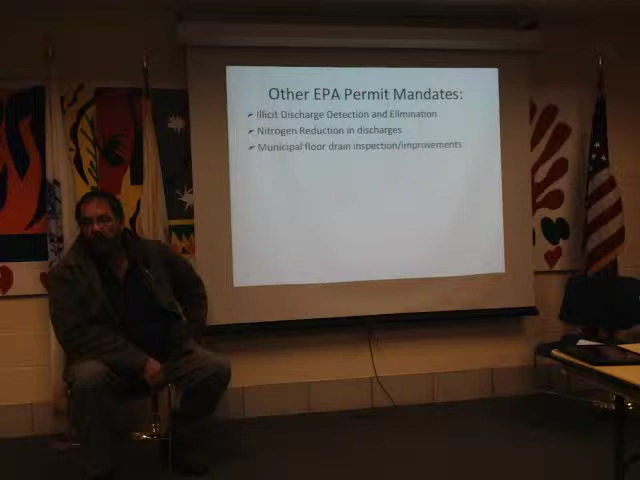 Other EPA Permit Mandates:
➢ Illicit Discharge Detection and Elimination
➢ Nitrogen Reduction in discharges
➢ Municipal floor drain inspection/improvements